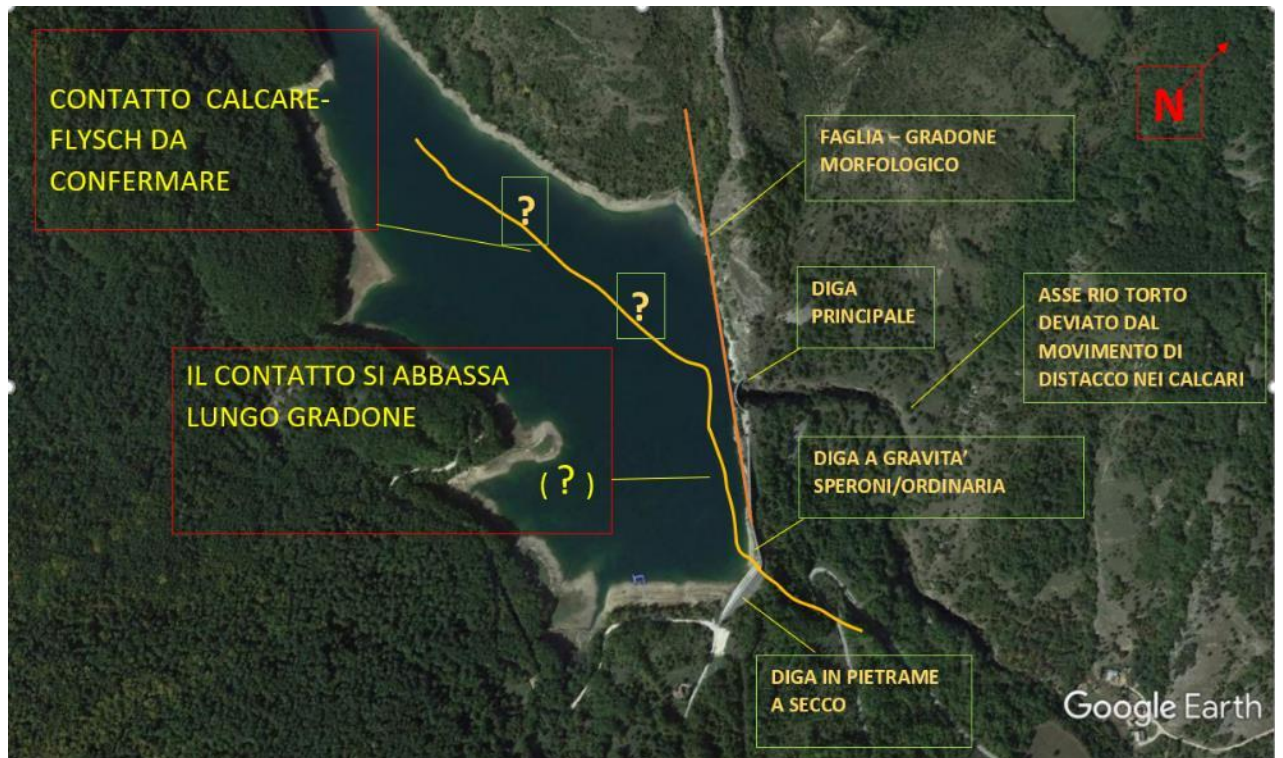 CONTATTO CALCARE-
FLYSCH DA
CONFERMARE
?
?
N
FAGLIA – GRADONE
MORFOLOGICO
DIGA
PRINCIPALE
ASSE RIO TORTO
DEVIATO DAL
MOVIMENTO DI
DISTACCO NEI CALCARI
IL CONTATTO SI ABBASSA
LUNGO GRADONE
( ? )
DIGA A GRAVITA’
SPERONI/ORDINARIA
DIGA IN PIETRAME
A SECCO
Google Earth